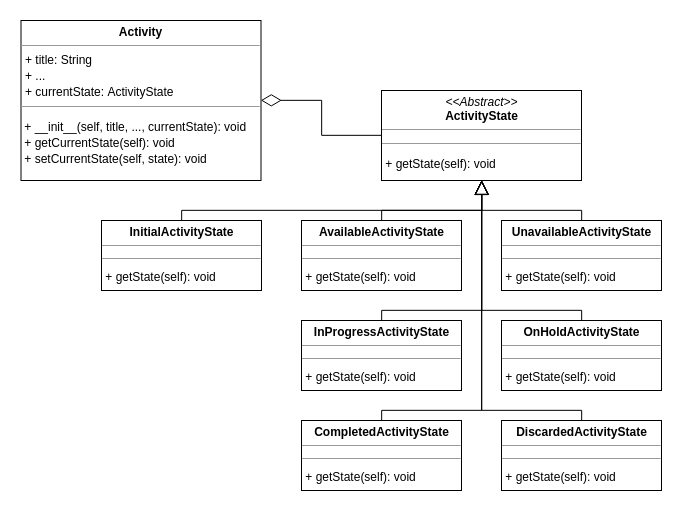 Activity
+ title: String
+ ...
+ currentState: ActivityState
+ __init__(self, title, ..., currentState): void
+ getCurrentState(self): void
+ setCurrentState(self, state): void
<<Abstract>>
ActivityState
+ getState(self): void
InitialActivityState
+ getState(self): void
AvailableActivityState
+ getState(self): void
UnavailableActivityState
+ getState(self): void
InProgressActivityState
+ getState(self): void
OnHoldActivityState
+ getState(self): void
CompletedActivityState
+ getState(self): void
DiscardedActivityState
+ getState(self): void